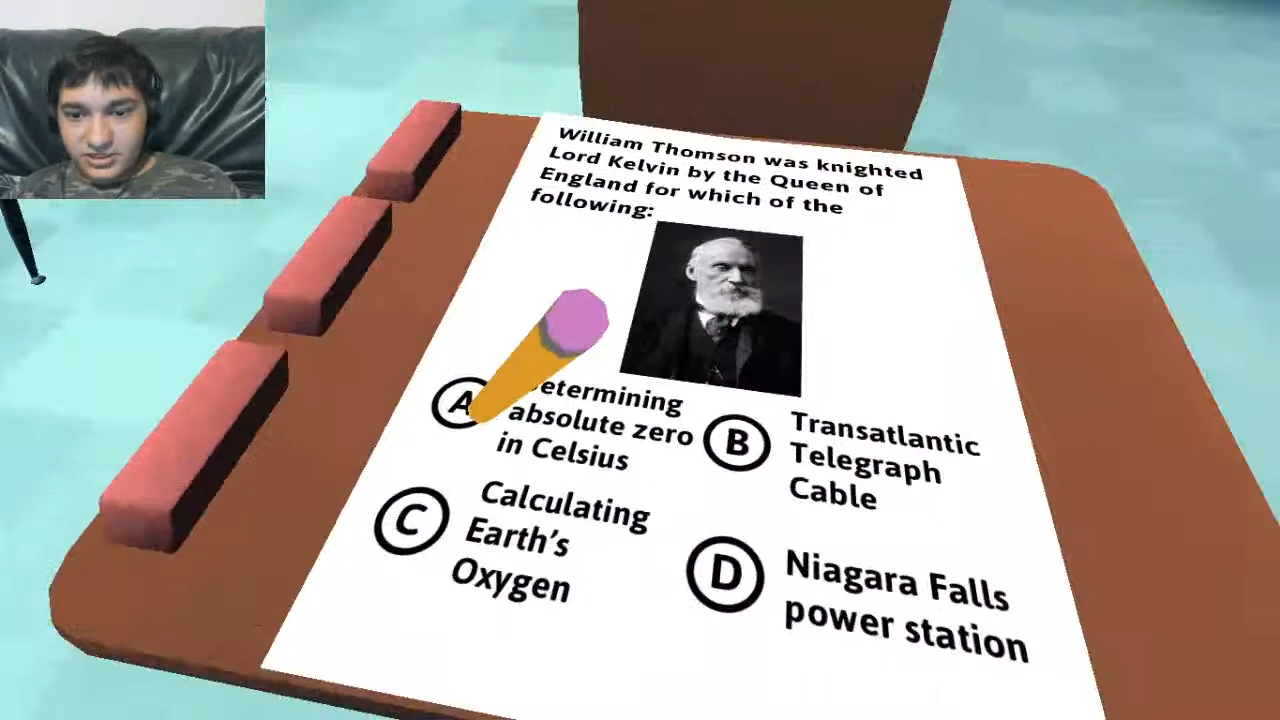 William Thomson was knighted
Lord Kelvin by the Queen of
England for which of the
following:
A
etermining
absolute zero
in Celsius
B
Transatlantic
Telegraph
Cable
C
Calculating
Earth's
Oxygen
D
Niagara Falls
power station